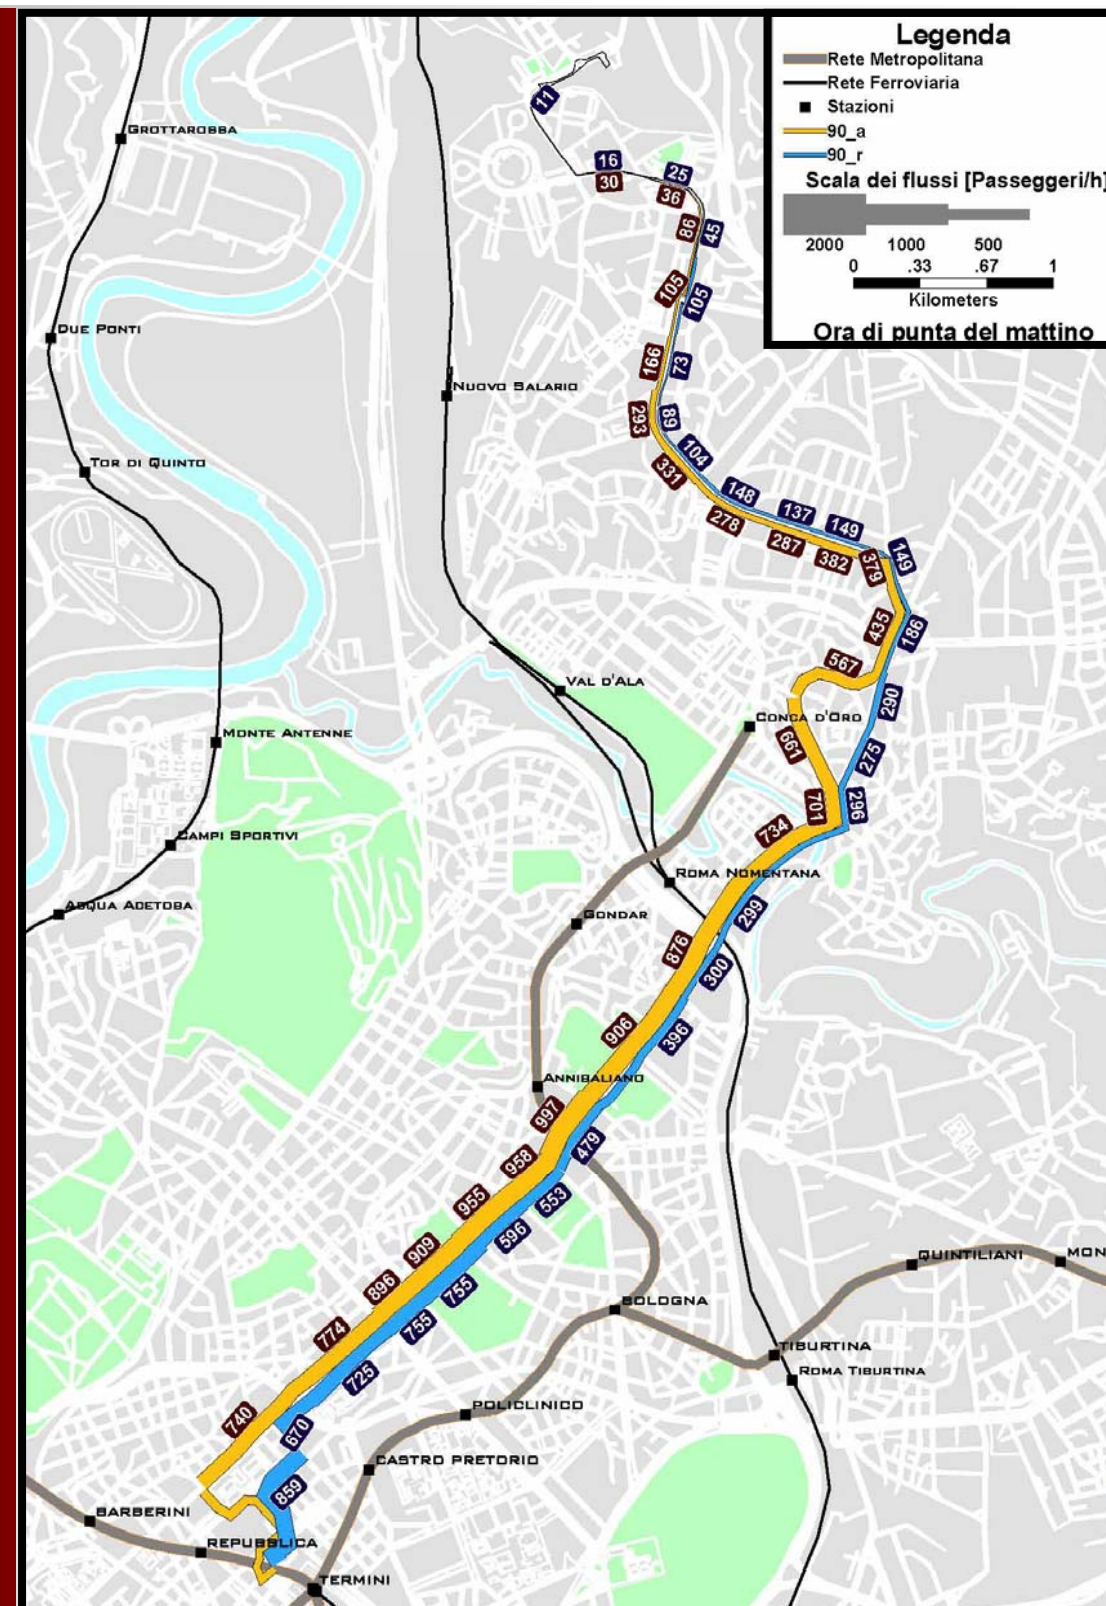 Legenda
Rete Metropolitana
Rete Ferroviaria
Stazioni
90_a
90_r
Scala dei flussi [Passeggeri/h]
2000 1000 500
0 .33 .67 1
Kilometers
Ora di punta del mattino
11
16
30
25
36
86
45
105
105
166
73
293
89
104
331
148
278
137
287
149
382
379
149
435
186
567
290
661
275
701
296
734
299
876
300
906
396
997
479
958
553
955
596
909
755
896
755
774
725
740
670
859
GROTTAROSSA
DUE PONTI
NUOVO SALARIO
TOR DI QUINTO
VAL D'ALA
CONCA D'ORO
MONTE ANTENNE
CAMPI SPORTIVI
ROMA NOMENTANA
ACQUA ACETOSA
GONDAR
ANNIBALIANO
QUINTILIANI
MON
BOLOGNA
TIBURTINA
ROMA TIBURTINA
POLICLINICO
CASTRO PRETORIO
BARBERINI
REPUBBLICA
TERMINI